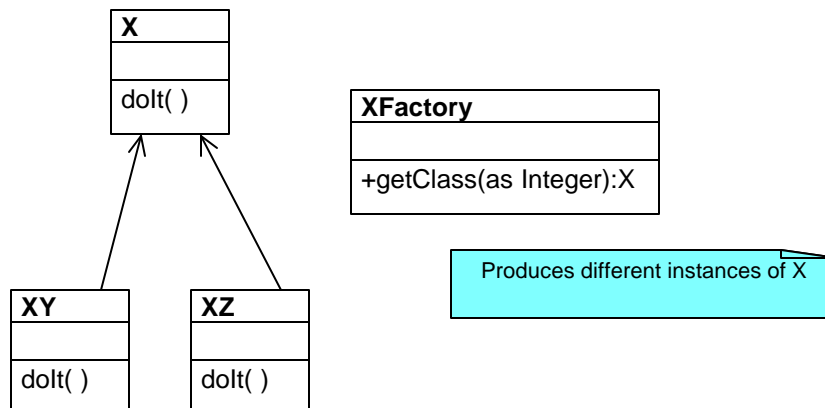 X
doIt( )
XFactory
+getClass(as Integer):X
Produces different instances of X
XY
doIt( )
XZ
doIt( )